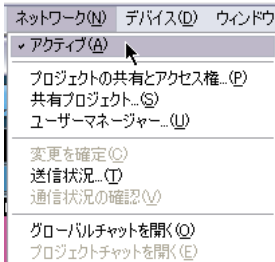 ネットワーク(N) デバイス(D) ウィンドウ
✓ アクティブ(A)
プロジェクトの共有とアクセス権...(P)
共有プロジェクト...(S)
ユーザーマネージャー...(U)
変更を確定(C)
送信状況...(T)
通信状況の確認(V)
グローバルチャットを開く(O)
プロジェクトチャットを開く(E)